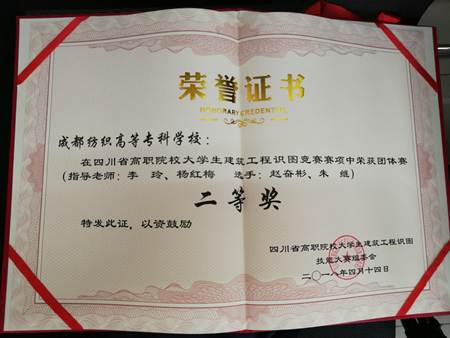 荣誉证书
HONORARY CREDENTIAL
成都纺织高等专科学校：
在四川省高职院校大学生建筑工程识图竞赛赛项中荣获团体赛
（指导老师：李 玲、杨红梅 选手：赵奋彬、朱 继）
二等奖
特发此证，以资鼓励
四川省高职院校大学生建筑工程识图
技能大赛组委会
二〇一八年四月十四日